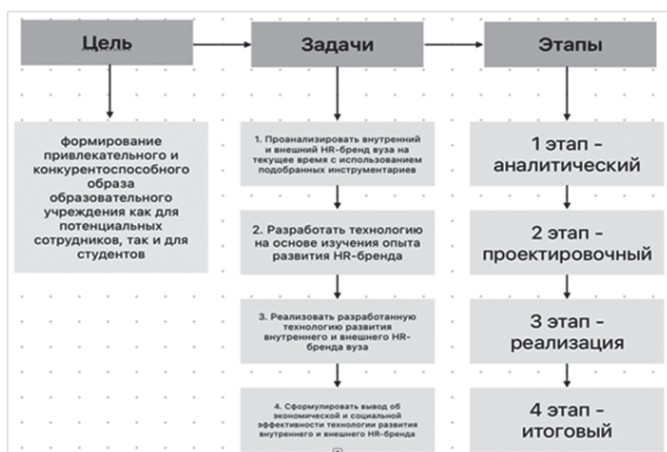 Цель
Задачи
Этапы
формирование
привлекательного и
конкурентоспособного
образа
образовательного
учреждения как для
потенциальных
сотрудников, так и для
студентов
1. Проанализировать внутренний
и внешний HR-бренд вуза на
текущее время с использованием
подобранных инструментариев
2. Разработать технологию
на основе изучения опыта
развития HR-бренда
3. Реализовать разработанную
технологию развития
внутреннего и внешнего HR-
бренда вуза
4. Сформулировать вывод об
экономической и социальной
эффективности технологии развития
внутреннего и внешнего HR-бренда
1 этап -
аналитический
2 этап -
проектировочный
3 этап -
реализация
4 этап -
итоговый